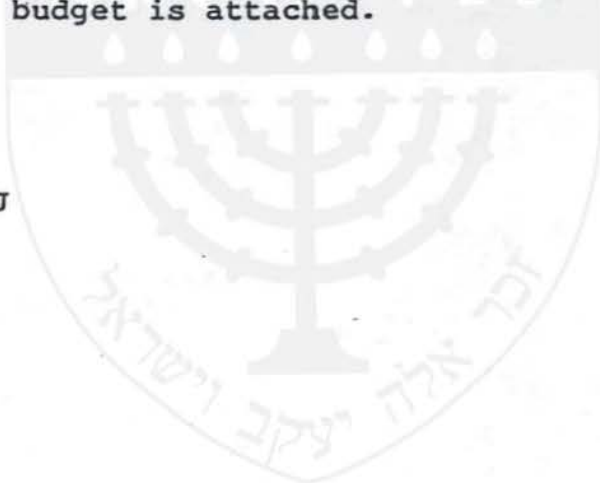 budget is attached.
זכר אלה יעקב וישראל